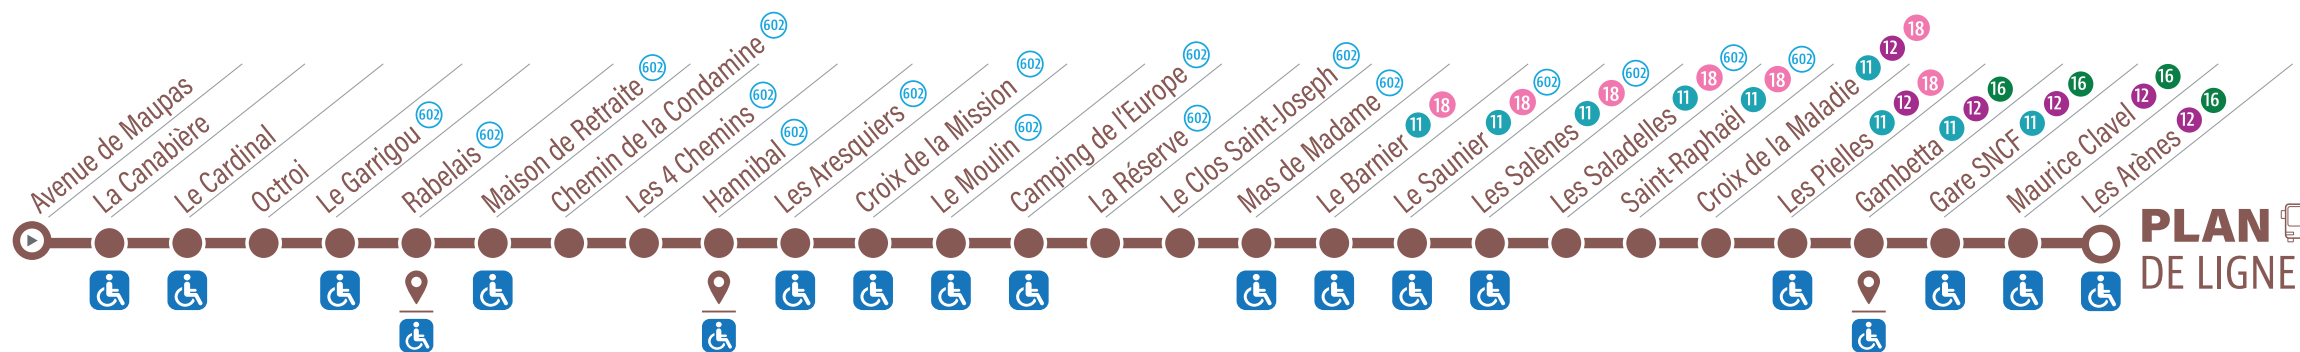 Avenue de Maupas
La Canabière
Le Cardinal
Octroi
Le Garrigou 602
Rabelais 602
Maison de Retraite 602
Chemin de la Condamine 602
Les 4 Chemins 602
Hannibal 602
Les Aresquiers 602
Croix de la Mission 602
Le Moulin 602
Camping de l'Europe 602
La Réserve 602
Le Clos Saint-Joseph 602
Mas de Madame 602
Le Barnier 11 18
Le Saunier 11 18 602
Les Salènes 11 18 602
Les Saladelles 11 18 602
Saint-Raphaël 11 18 602
Croix de la Maladie 11 12 18
Les Pielles 11 12 18
Gambetta 11 12 16
Gare SNCF 11 12 16
Maurice Clavel 12 16
Les Arènes 12 16
PLAN
DE LIGNE